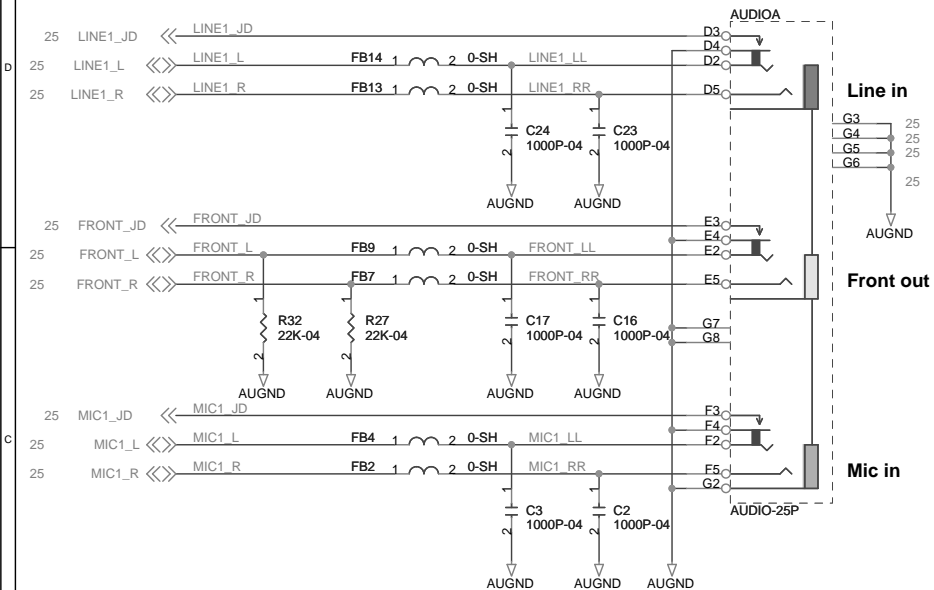 AUDIOA
25 LINE1_JD LINE1_JD D3
D4
D 25 LINE1_L LINE1_L FB14 1 2 0-SH LINE1_LL D2
25 LINE1_R LINE1_R FB13 1 2 0-SH LINE1_RR D5 Line in
G3 25
G4 25
G5 25
G6
25
1 C24 1000P-04 2
1 C23 1000P-04 2
AUGND AUGND
AUGND
25 FRONT_JD FRONT_JD E3
E4
25 FRONT_L FRONT_L FB9 1 2 0-SH FRONT_LL E2
25 FRONT_R FRONT_R FB7 1 2 0-SH FRONT_RR E5 Front out
1 R32 22K-04 2
1 R27 22K-04 2
1 C17 1000P-04 2
1 C16 1000P-04 2
G7
G8
AUGND AUGND AUGND AUGND
25 MIC1_JD MIC1_JD F3
F4
C 25 MIC1_L MIC1_L FB4 1 2 0-SH MIC1_LL F2
25 MIC1_R MIC1_R FB2 1 2 0-SH MIC1_RR F5 Mic in
G2
AUDIO-25P
1 C3 1000P-04 2
1 C2 1000P-04 2
AUGND AUGND AUGND